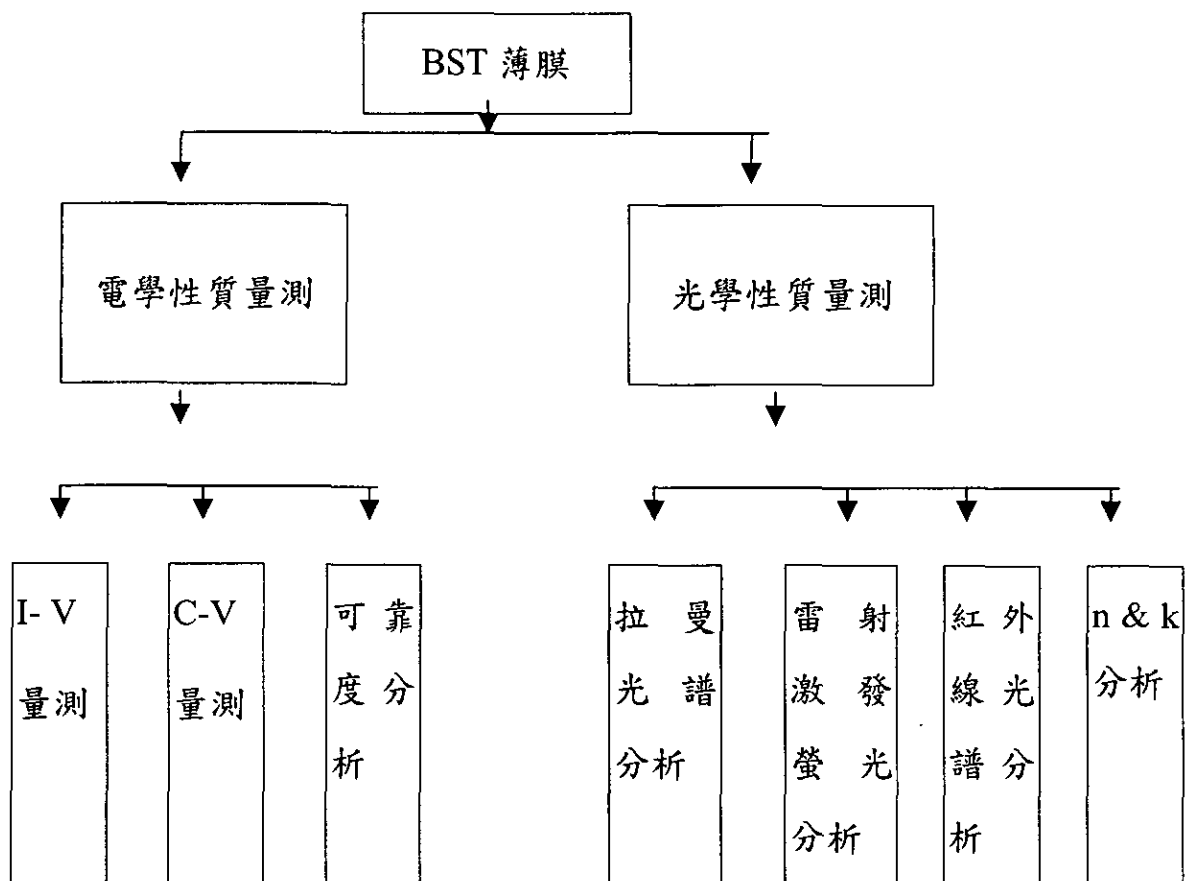 BST 薄膜
電學性質量測
光學性質量測
I- V
量測
C-V
量測
可靠
度分
析
拉曼
光譜
分析
雷射
激發
螢光
分析
紅外
線光
譜分
析
n & k
分析